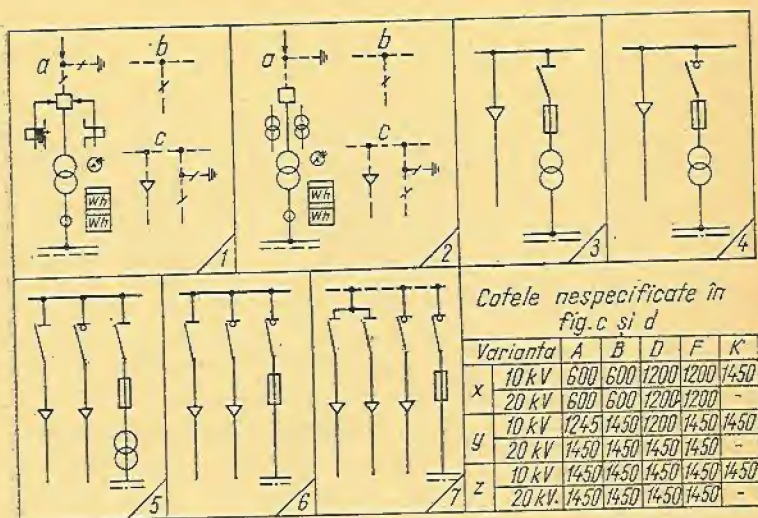 a
b
c
Wh
Wh
1
a
b
c
Wh
Wh
2
3
4
5
6
7
Cotele nespecificate în
fig. c și d
Varianta A B D F K
x 10 kV 600 600 1200 1200 1450
20 kV 600 600 1200 1200 -
y 10 kV 1245 1450 1200 1450 1450
20 kV 1450 1450 1450 1450 -
z 10 kV 1450 1450 1450 1450 1450
20 kV. 1450 1450 1450 1450 -